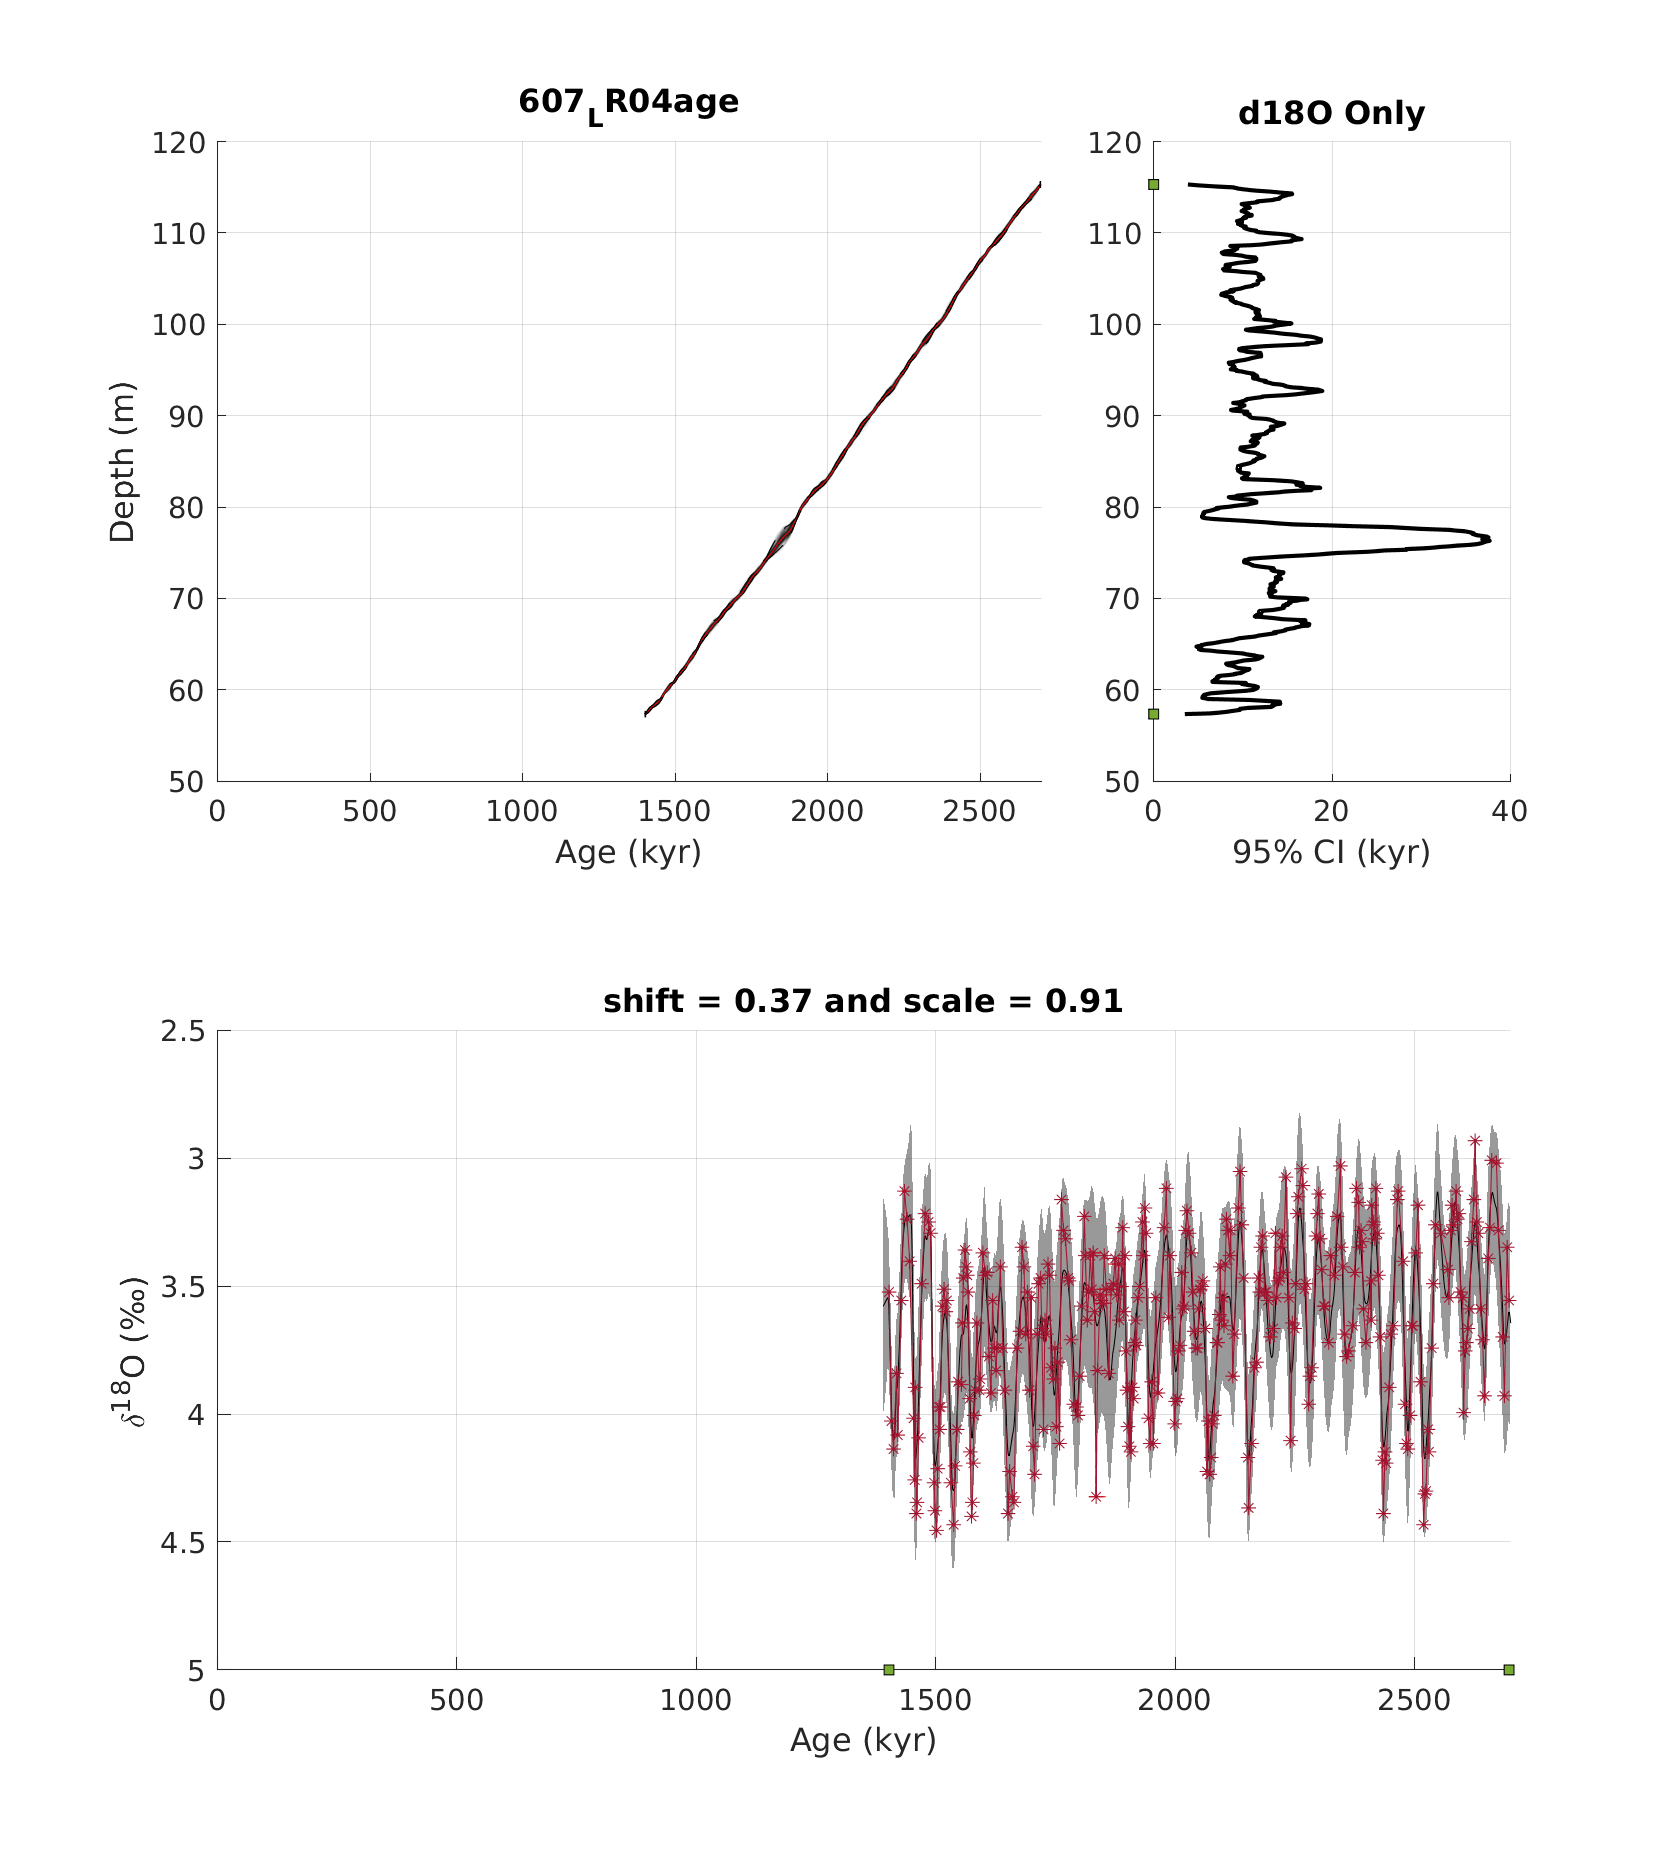 607_LR04age
120
110
100
90
80
70
60
50
Depth (m)
0 500 1000 1500 2000 2500
Age (kyr)
d18O Only
120
110
100
90
80
70
60
50
0 20 40
95% CI (kyr)
shift = 0.37 and scale = 0.91
2.5
3
3.5
4
4.5
5
δ18O (‰)
0 500 1000 1500 2000 2500
Age (kyr)